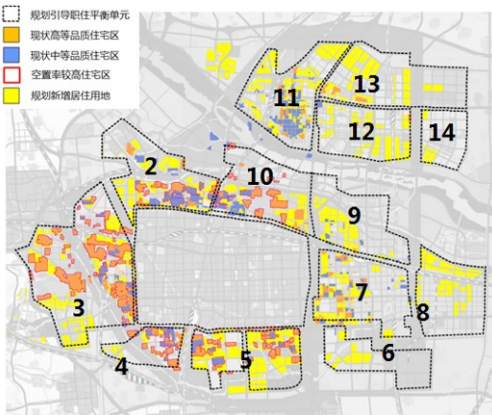 规划引导职住平衡单元
现状高等品质住宅区
现状中等品质住宅区
空置率较高住宅区
规划新增居住用地
13
11
12
14
2
10
9
7
3
8
6
5
4